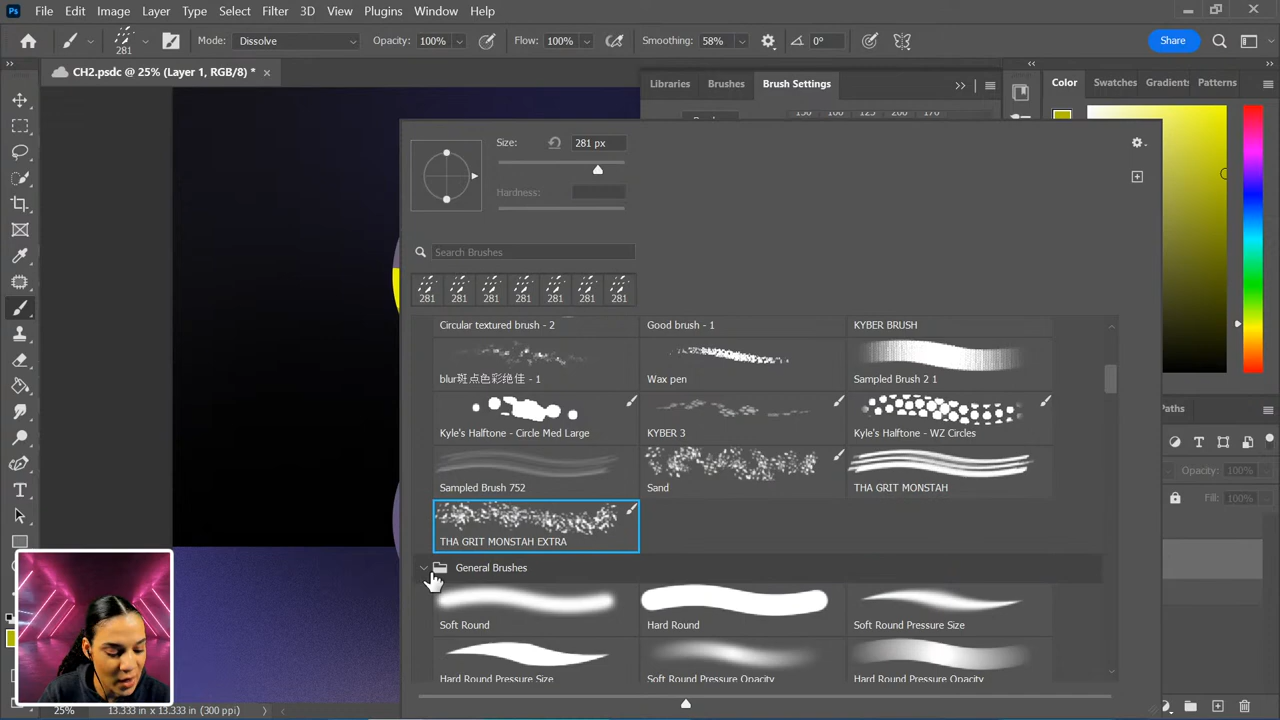 Ps File Edit Image Layer Type Select Filter 3D View Plugins Window Help
281 Mode: Dissolve Opacity: 100% Flow: 100% Smoothing: 58% 0° Share
CH2.psdc @ 25% (Layer 1, RGB/8) *
Libraries Brushes Brush Settings
Color Swatches Gradients Patterns
Size: 281 px
Hardness:
Search Brushes
281 281 281 281 281 281 281
Circular textured brush - 2 Good brush - 1 KYBER BRUSH
blur斑点色彩绝佳 - 1 Wax pen Sampled Brush 2 1
Kyle's Halftone - Circle Med Large KYBER 3 Kyle's Halftone - WZ Circles
Sampled Brush 752 Sand THA GRIT MONSTAH
THA GRIT MONSTAH EXTRA
General Brushes
Soft Round Hard Round Soft Round Pressure Size
Hard Round Pressure Size Soft Round Pressure Opacity Hard Round Pressure Opacity
Paths
Opacity: 100%
Fill: 100%
25% 13.333 in x 13.333 in (300 ppi)